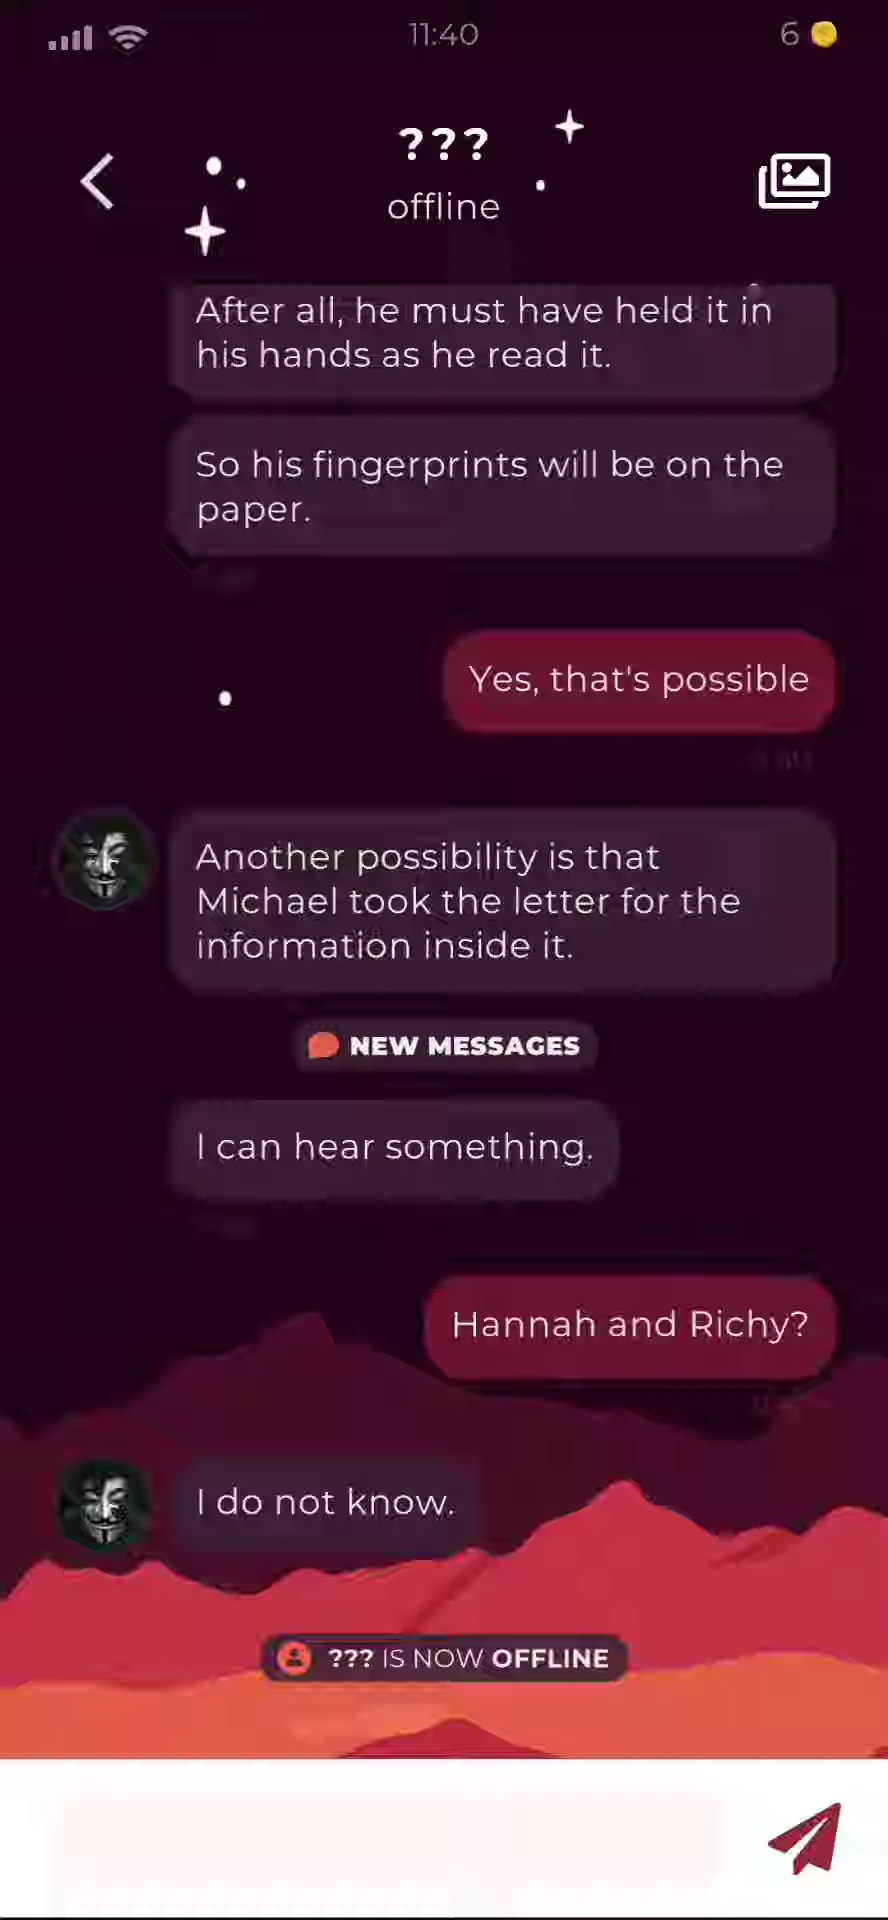 11:40
6
???
offline
After all, he must have held it in
his hands as he read it.
So his fingerprints will be on the
paper.
Yes, that's possible
Another possibility is that
Michael took the letter for the
information inside it.
NEW MESSAGES
I can hear something.
Hannah and Richy?
I do not know.
??? IS NOW OFFLINE